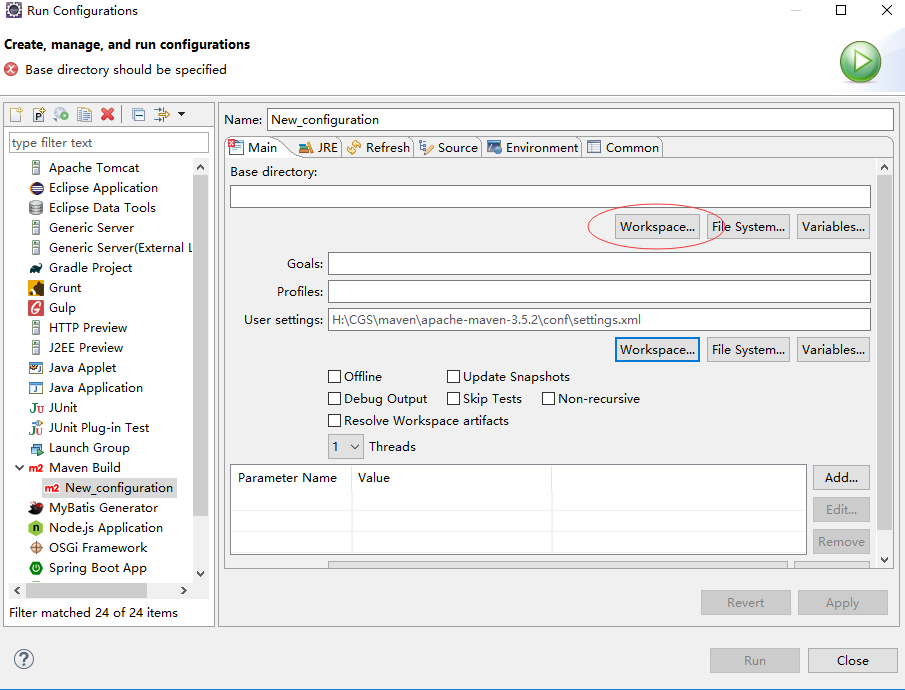 Run Configurations
Create, manage, and run configurations
Base directory should be specified
type filter text
Apache Tomcat
Eclipse Application
Eclipse Data Tools
Generic Server
Generic Server(External L
Gradle Project
Grunt
Gulp
HTTP Preview
J2EE Preview
Java Applet
Java Application
JUnit
JUnit Plug-in Test
Launch Group
Maven Build
New_configuration
MyBatis Generator
Node.js Application
OSGi Framework
Spring Boot App
Filter matched 24 of 24 items
Name: New_configuration
Main JRE Refresh Source Environment Common
Base directory:
Workspace... File System... Variables...
Goals:
Profiles:
User settings: H:\CGS\maven\apache-maven-3.5.2\conf\settings.xml
Workspace... File System... Variables...
Offline Update Snapshots
Debug Output Skip Tests Non-recursive
Resolve Workspace artifacts
1 Threads
Parameter Name Value Add...
Edit...
Remove
Revert Apply
Run Close